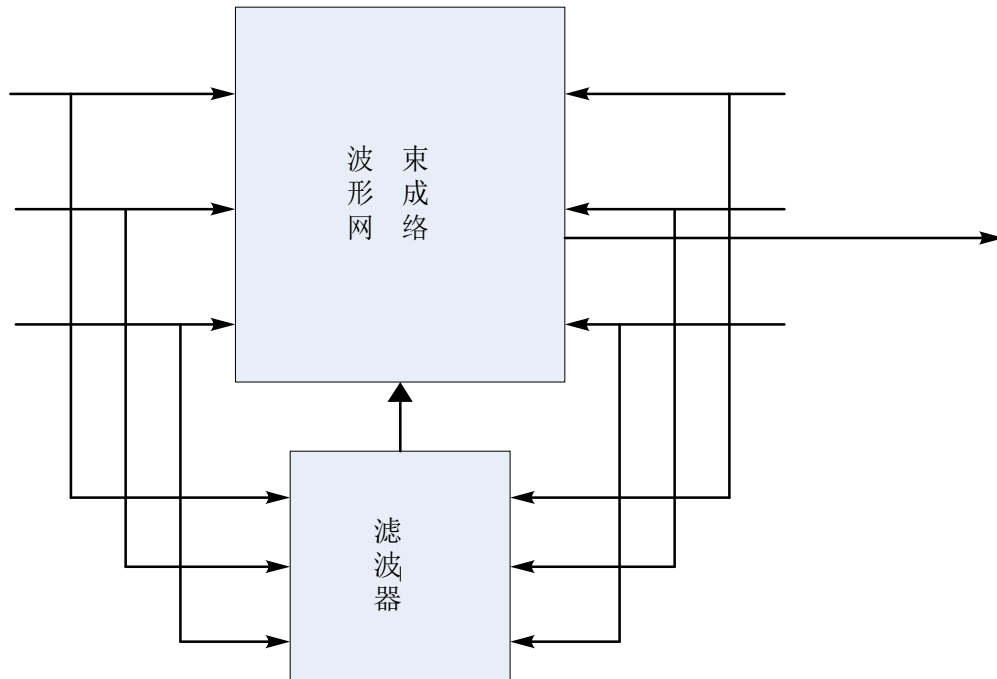 波 束
形 成
网 络
滤
波
器